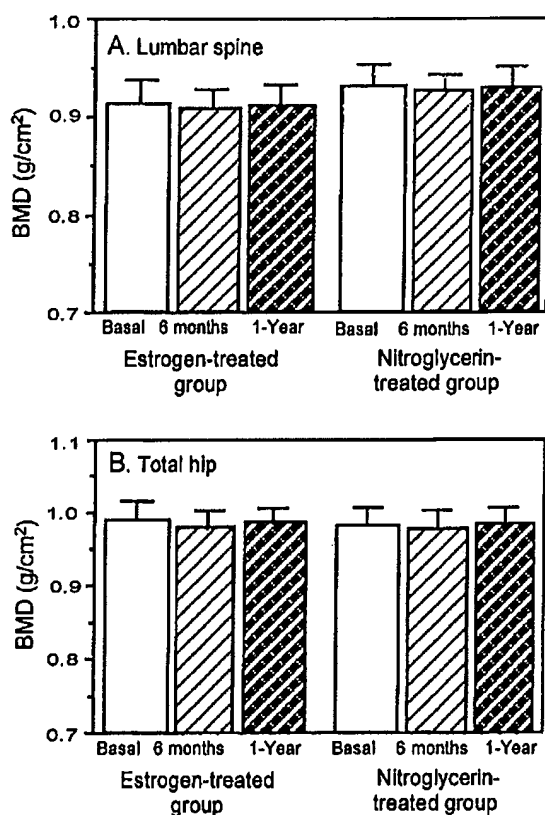 A. Lumbar spine
BMD (g/cm²)
1.0
0.9
0.8
0.7
Basal 6 months 1-Year Basal 6 months 1-Year
Estrogen-treated group Nitroglycerin-treated group
B. Total hip
BMD (g/cm²)
1.1
1.0
0.9
0.8
0.7
Basal 6 months 1-Year Basal 6 months 1-Year
Estrogen-treated group Nitroglycerin-treated group